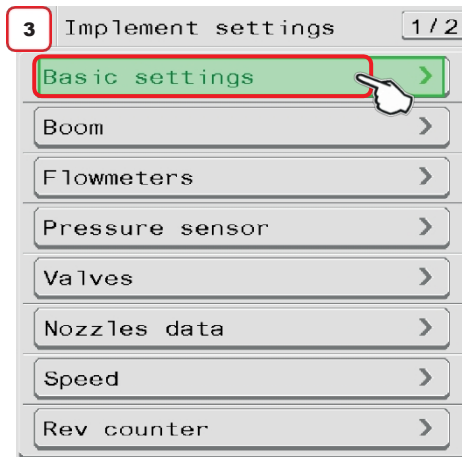 3 Implement settings 1/2
Basic settings
Boom
Flowmeters
Pressure sensor
Valves
Nozzles data
Speed
Rev counter